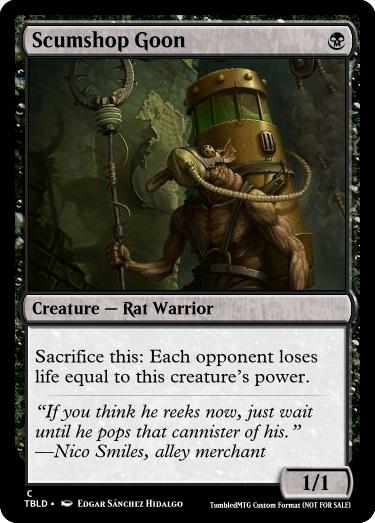 Scumshop Goon
Creature — Rat Warrior
Sacrifice this: Each opponent loses
life equal to this creature's power.
"If you think he reeks now, just wait
until he pops that cannister of his."
—Nico Smiles, alley merchant
1/1
C
TBLD • Edgar Sánchez Hidalgo
TumbledMTG Custom Format (NOT FOR SALE)